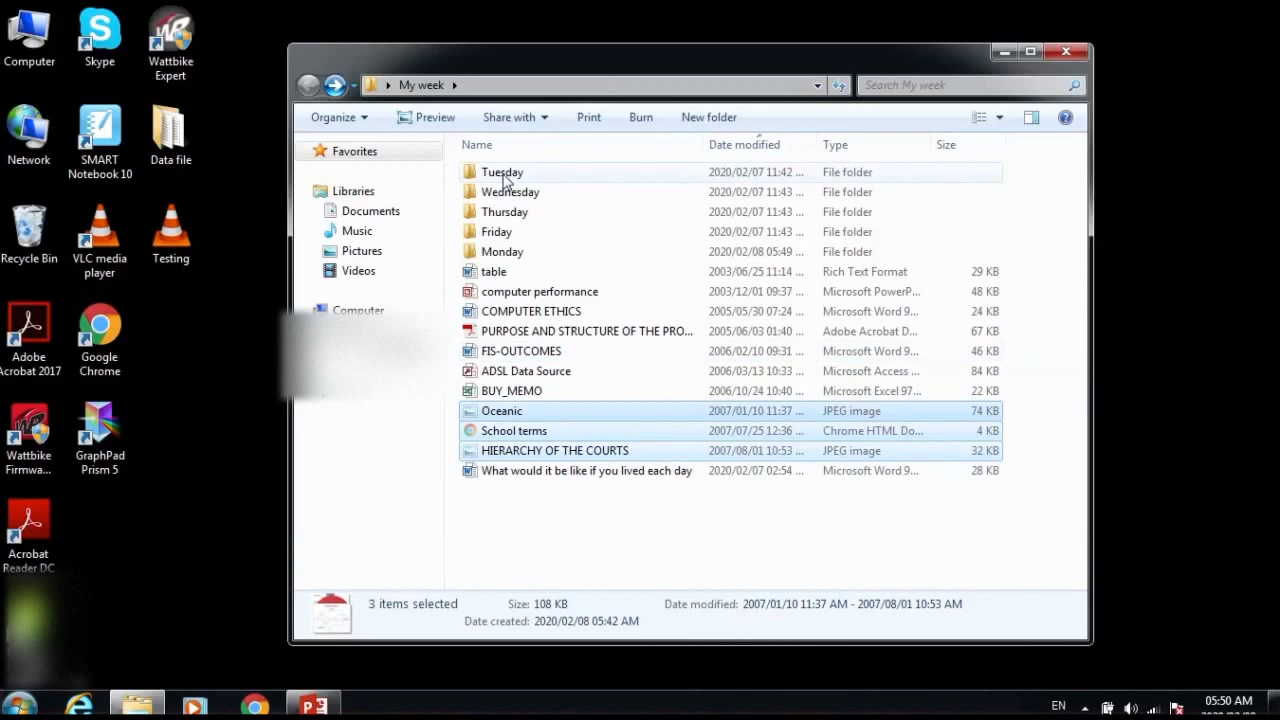 Computer
Skype
Wattbike
Expert
Network
SMART
Notebook 10
Data file
Recycle Bin
VLC media
player
Testing
Adobe
Acrobat 2017
Google
Chrome
Wattbike
Firmwa...
GraphPad
Prism 5
Acrobat
Reader DC
My week
Search My week
Organize Preview Share with Print Burn New folder
Name Date modified Type Size
Favorites
Libraries
Documents
Music
Pictures
Videos
Computer
Tuesday 2020/02/07 11:42 ... File folder
Wednesday 2020/02/07 11:43 ... File folder
Thursday 2020/02/07 11:43 ... File folder
Friday 2020/02/07 11:43 ... File folder
Monday 2020/02/08 05:49 ... File folder
table 2003/06/25 11:14 ... Rich Text Format 29 KB
computer performance 2003/12/01 09:37 ... Microsoft PowerP... 48 KB
COMPUTER ETHICS 2005/05/30 07:24 ... Microsoft Word 9... 24 KB
PURPOSE AND STRUCTURE OF THE PRO... 2005/06/03 01:40 ... Adobe Acrobat D... 67 KB
FIS-OUTCOMES 2006/02/10 09:31 ... Microsoft Word 9... 46 KB
ADSL Data Source 2006/03/13 10:33 ... Microsoft Access ... 84 KB
BUY_MEMO 2006/10/24 10:40 ... Microsoft Excel 97... 22 KB
Oceanic 2007/01/10 11:37 ... JPEG image 74 KB
School terms 2007/07/25 12:36 ... Chrome HTML Do... 4 KB
HIERARCHY OF THE COURTS 2007/08/01 10:53 ... JPEG image 32 KB
What would it be like if you lived each day 2020/02/07 02:54 ... Microsoft Word 9... 28 KB
3 items selected Size: 108 KB Date modified: 2007/01/10 11:37 AM - 2007/08/01 10:53 AM
Date created: 2020/02/08 05:42 AM
EN 05:50 AM